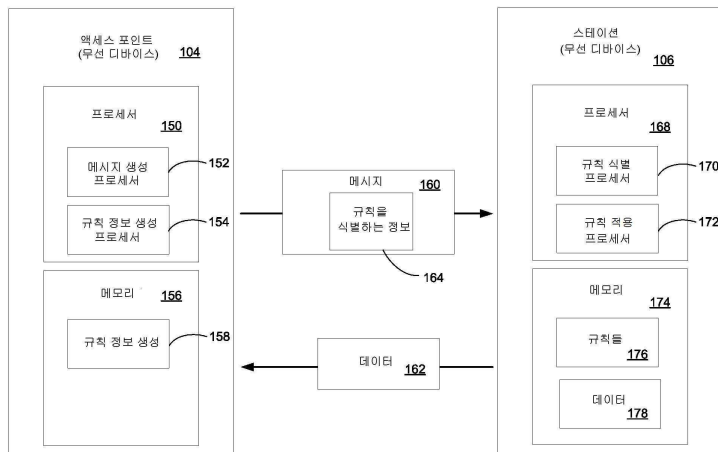 액세스 포인트
(무선 디바이스) 104
프로세서
150
메시지 생성
프로세서
152
규칙 정보 생성
프로세서
154
메모리 156
규칙 정보 생성
158
메시지 160
규칙을
식별하는 정보
164
데이터 162
스테이션
(무선 디바이스) 106
프로세서
168
규칙 식별
프로세서
170
규칙 적용
프로세서
172
메모리 174
규칙들
176
데이터
178